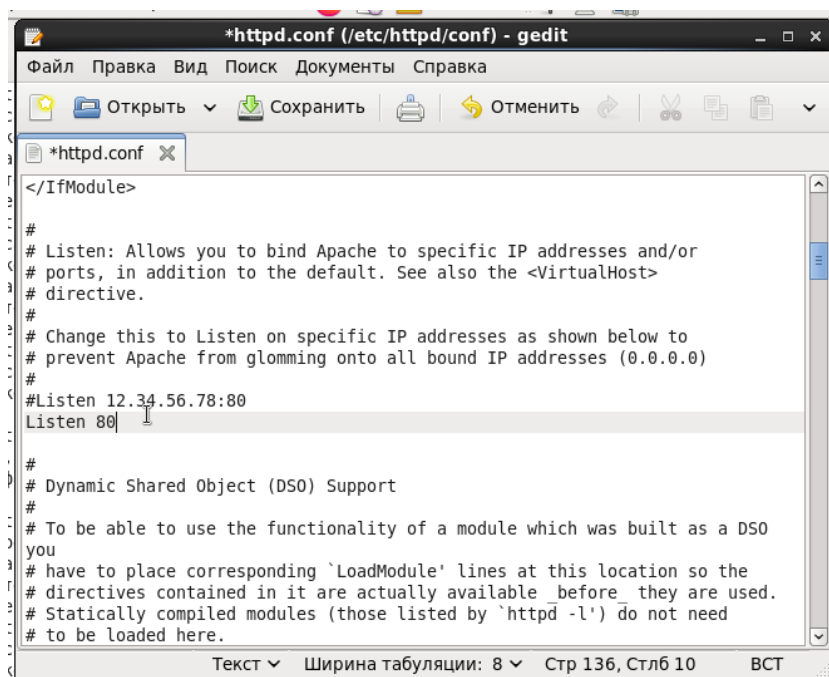 *httpd.conf (/etc/httpd/conf) - gedit
Файл Правка Вид Поиск Документы Справка
Открыть Сохранить Отменить
*httpd.conf
</IfModule>
#
# Listen: Allows you to bind Apache to specific IP addresses and/or
# ports, in addition to the default. See also the <VirtualHost>
# directive.
#
# Change this to Listen on specific IP addresses as shown below to
# prevent Apache from glomming onto all bound IP addresses (0.0.0.0)
#
#Listen 12.34.56.78:80
Listen 80
#
# Dynamic Shared Object (DSO) Support
#
# To be able to use the functionality of a module which was built as a DSO
you
# have to place corresponding `LoadModule' lines at this location so the
# directives contained in it are actually available _before_ they are used.
# Statically compiled modules (those listed by `httpd -l') do not need
# to be loaded here.
Текст Ширина табуляции: 8 Стр 136, Стлб 10 ВСТ